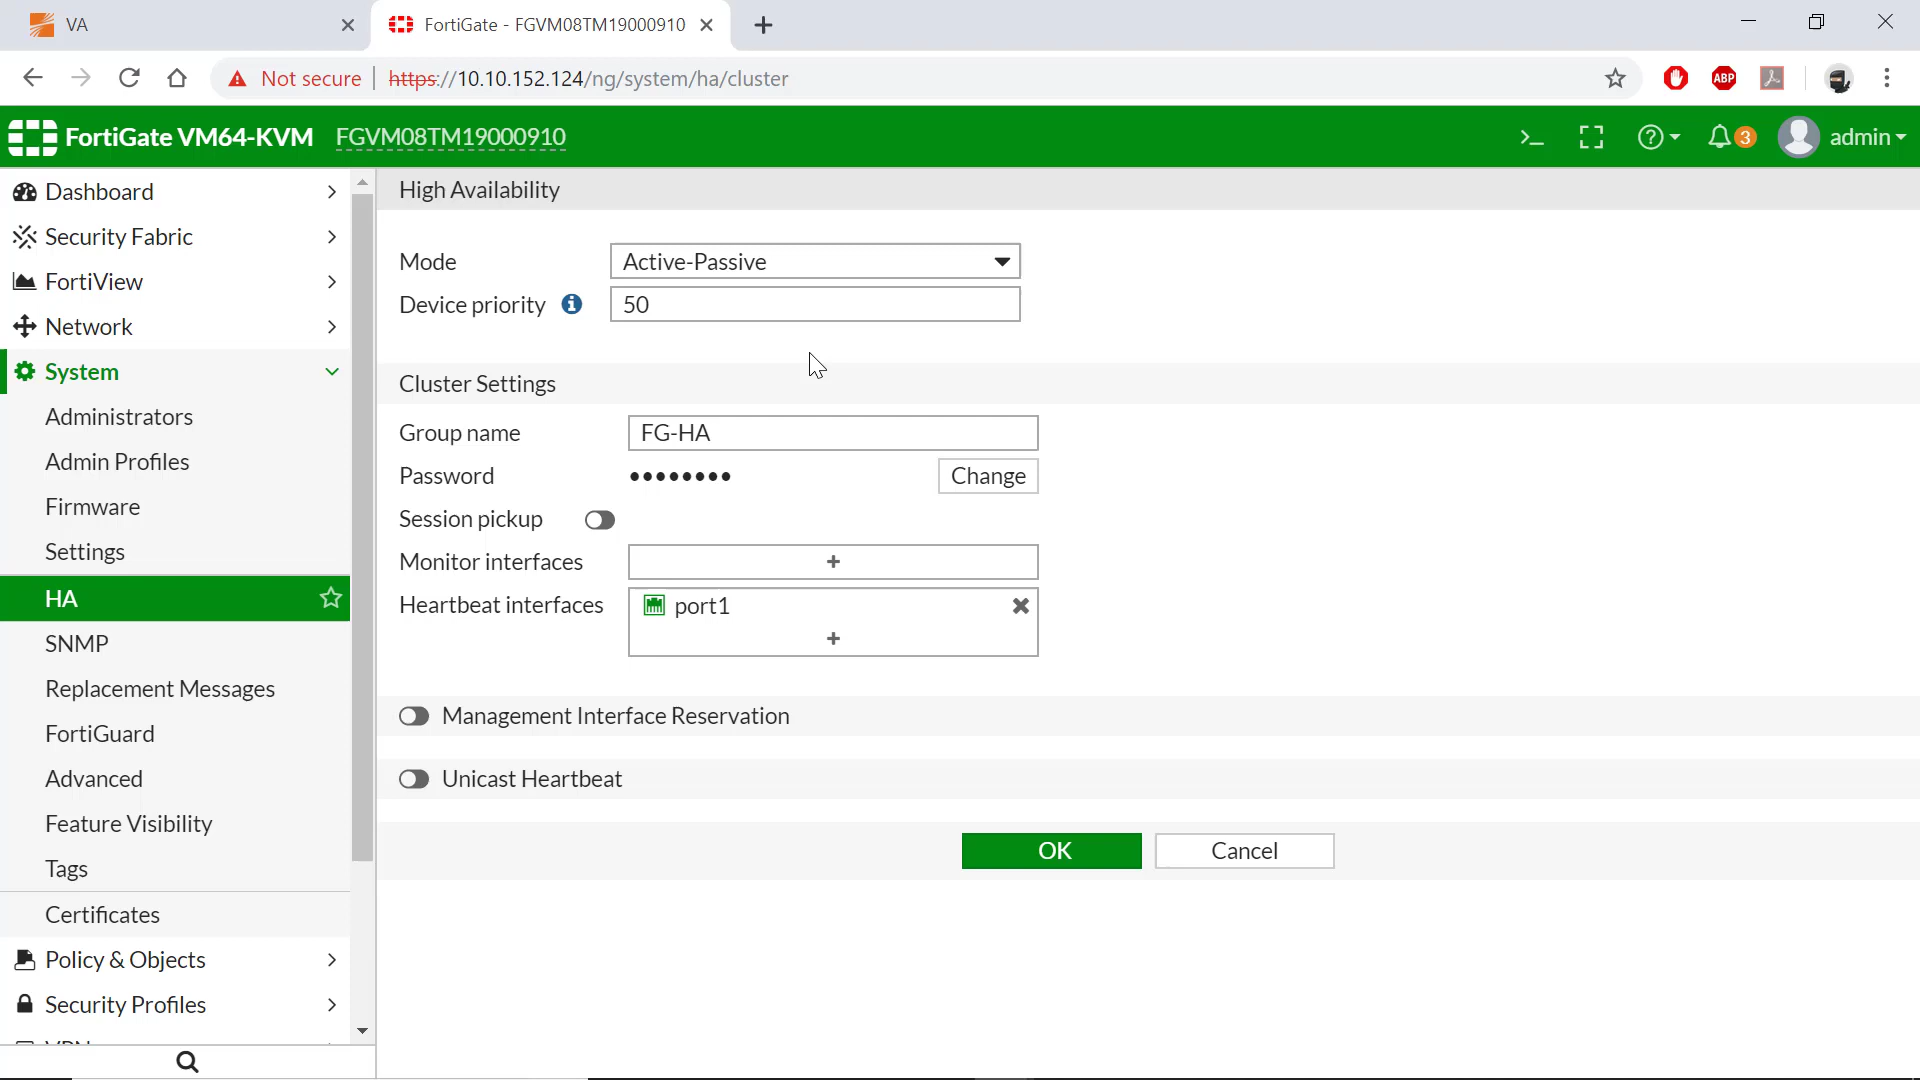 VA
FortiGate - FGVM08TM19000910
Not secure
https://10.10.152.124/ng/system/ha/cluster
ABP
FortiGate VM64-KVM FGVM08TM19000910
3
admin
Dashboard
Security Fabric
FortiView
Network
System
Administrators
Admin Profiles
Firmware
Settings
HA
SNMP
Replacement Messages
FortiGuard
Advanced
Feature Visibility
Tags
Certificates
Policy & Objects
Security Profiles
High Availability
Mode Active-Passive
Device priority 50
Cluster Settings
Group name FG-HA
Password •••••••• Change
Session pickup
Monitor interfaces +
Heartbeat interfaces port1
+
Management Interface Reservation
Unicast Heartbeat
OK Cancel